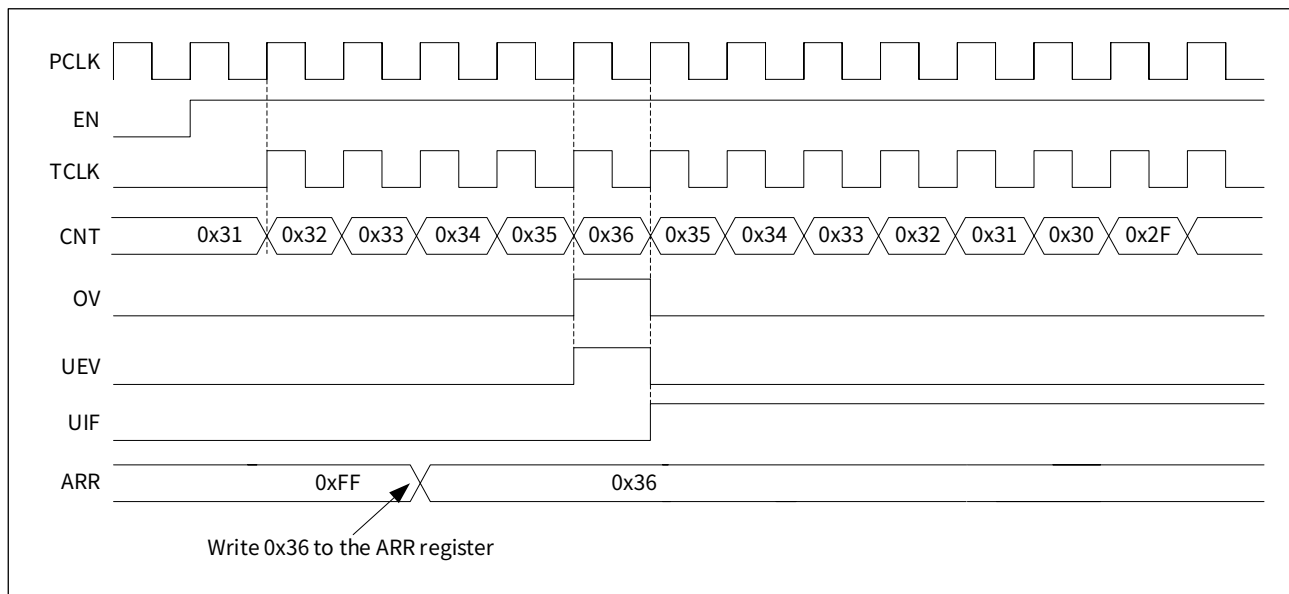 PCLK
EN
TCLK
CNT 0x31 0x32 0x33 0x34 0x35 0x36 0x35 0x34 0x33 0x32 0x31 0x30 0x2F
OV
UEV
UIF
ARR 0xFF 0x36
Write 0x36 to the ARR register